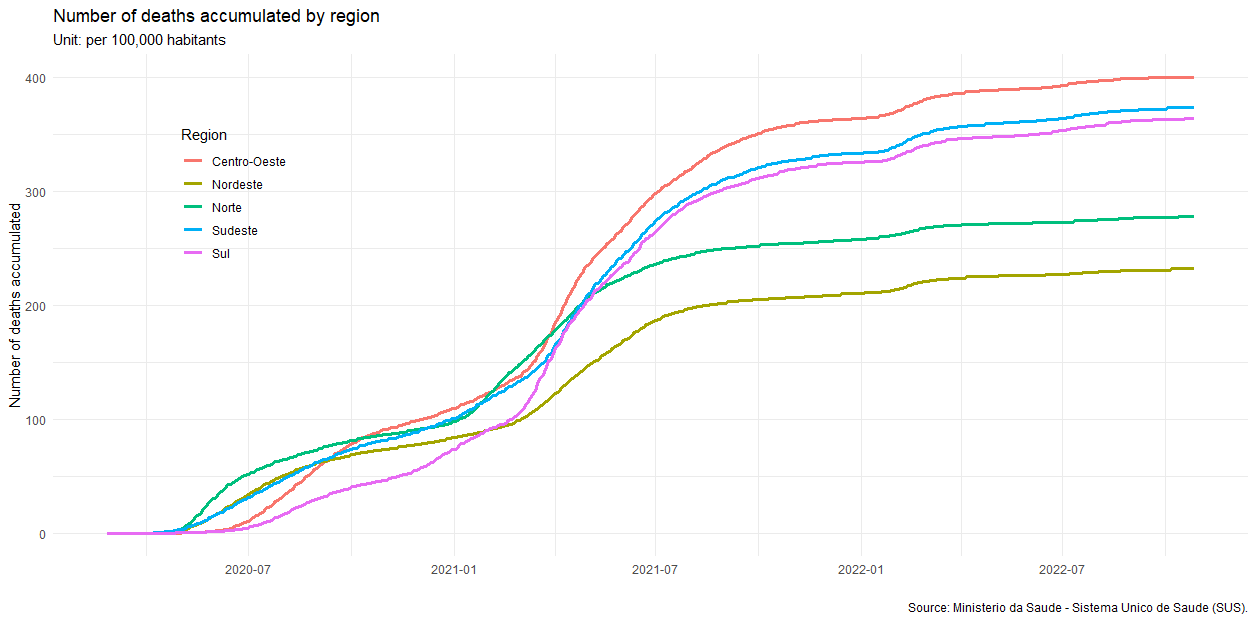 Number of deaths accumulated by region
Unit: per 100,000 habitants
Number of deaths accumulated
400
300
200
100
0
Region
Centro-Oeste
Nordeste
Norte
Sudeste
Sul
2020-07
2021-01
2021-07
2022-01
2022-07
Source: Ministerio da Saude - Sistema Unico de Saude (SUS).